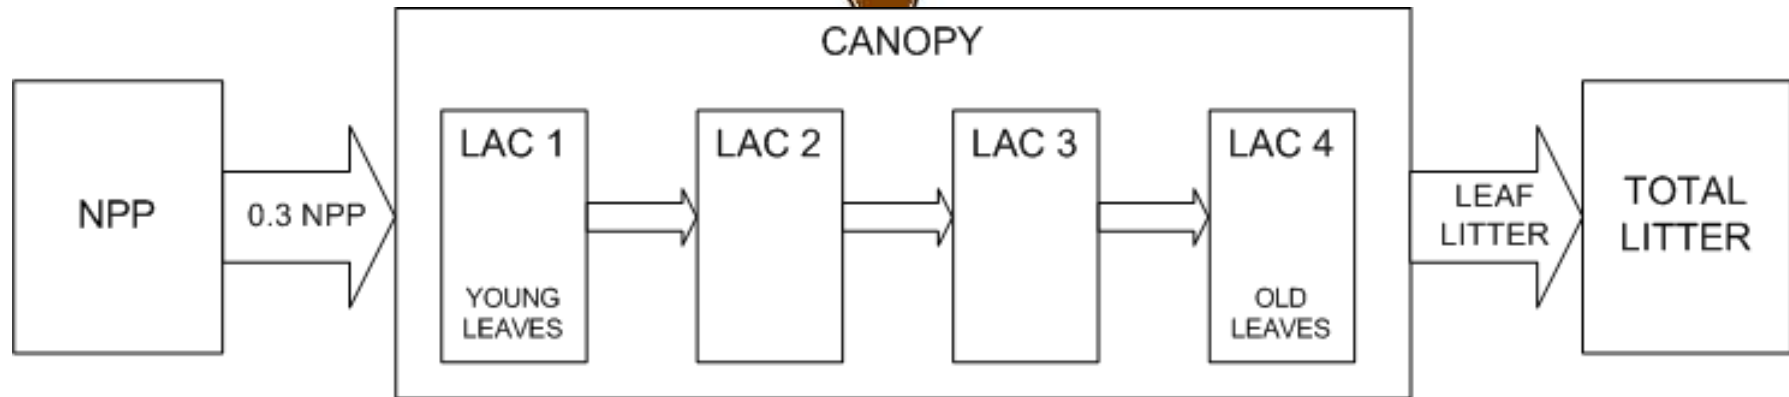 CANOPY
NPP
0.3 NPP
LAC 1
YOUNG
LEAVES
LAC 2
LAC 3
LAC 4
OLD
LEAVES
LEAF
LITTER
TOTAL
LITTER